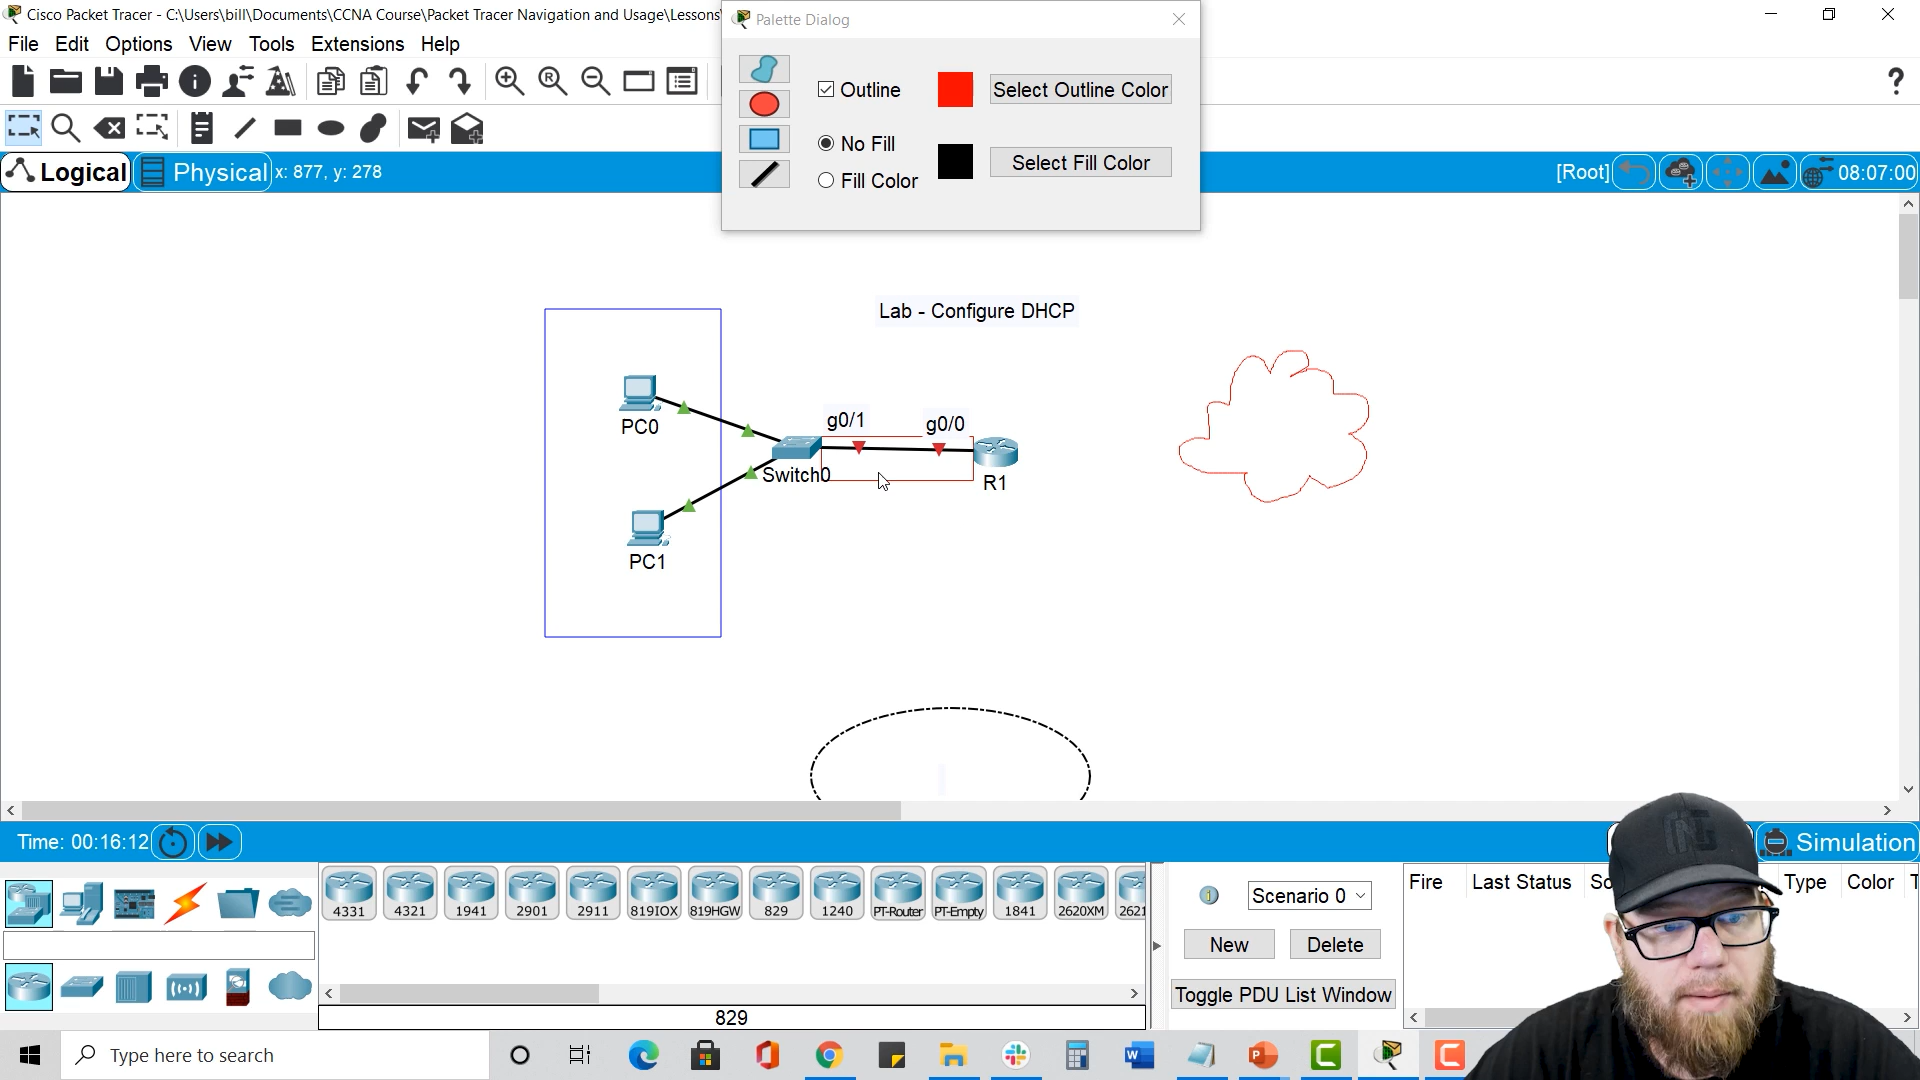 Cisco Packet Tracer - C:\Users\bill\Documents\CCNA Course\Packet Tracer Navigation and Usage\Lessons
Palette Dialog
File Edit Options View Tools Extensions Help
Outline
Select Outline Color
No Fill
Select Fill Color
Fill Color
Logical
Physical
x: 877, y: 278
[Root]
08:07:00
Lab - Configure DHCP
g0/1
g0/0
PC0
Switch0
R1
PC1
Time: 00:16:12
Simulation
4331 4321 1941 2901 2911 819IOX 819HGW 829 1240 PT-Router PT-Empty 1841 2620XM 2621
Scenario 0
New
Delete
Toggle PDU List Window
Fire Last Status So Type Color
829
Type here to search